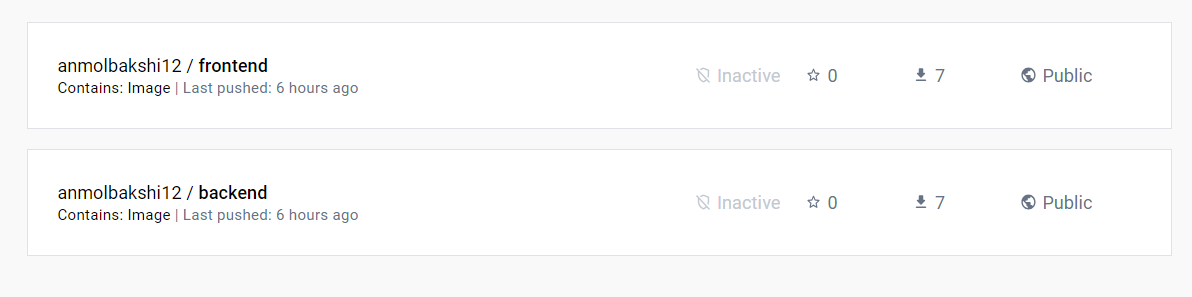 anmolbakshi12 / frontend
Contains: Image | Last pushed: 6 hours ago
Inactive 0 7 Public
anmolbakshi12 / backend
Contains: Image | Last pushed: 6 hours ago
Inactive 0 7 Public